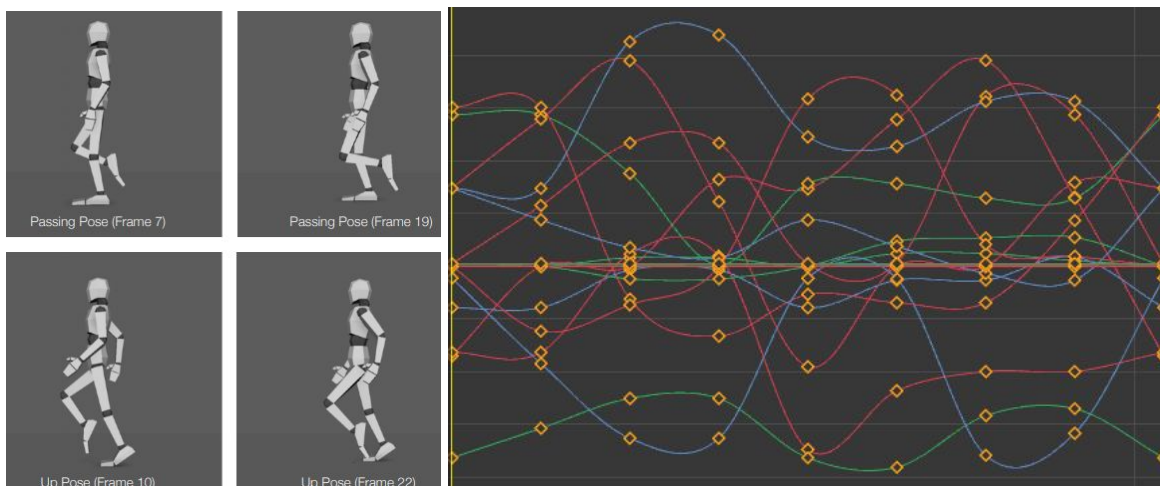 Passing Pose (Frame 7)
Passing Pose (Frame 19)
Up Pose (Frame 10)
Up Pose (Frame 22)